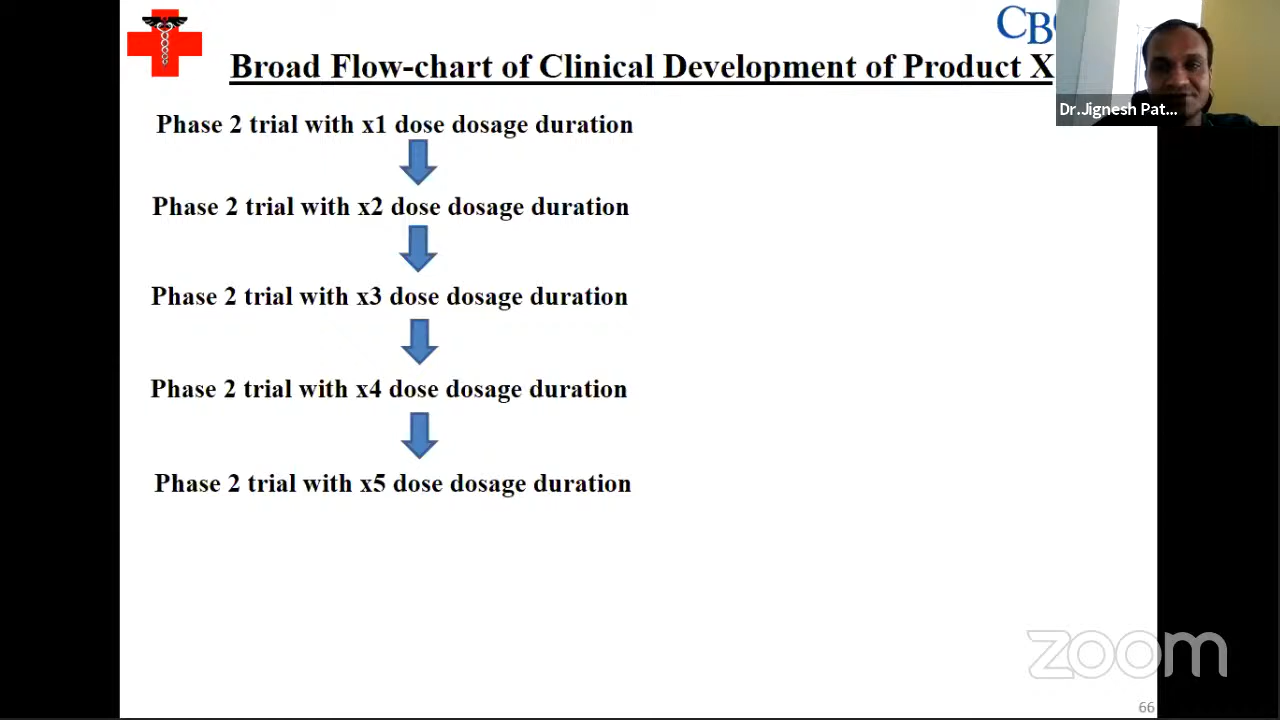 CB
Broad Flow-chart of Clinical Development of Product X
Dr.Jignesh Pat...
Phase 2 trial with x1 dose dosage duration
Phase 2 trial with x2 dose dosage duration
Phase 2 trial with x3 dose dosage duration
Phase 2 trial with x4 dose dosage duration
Phase 2 trial with x5 dose dosage duration
zoom
66